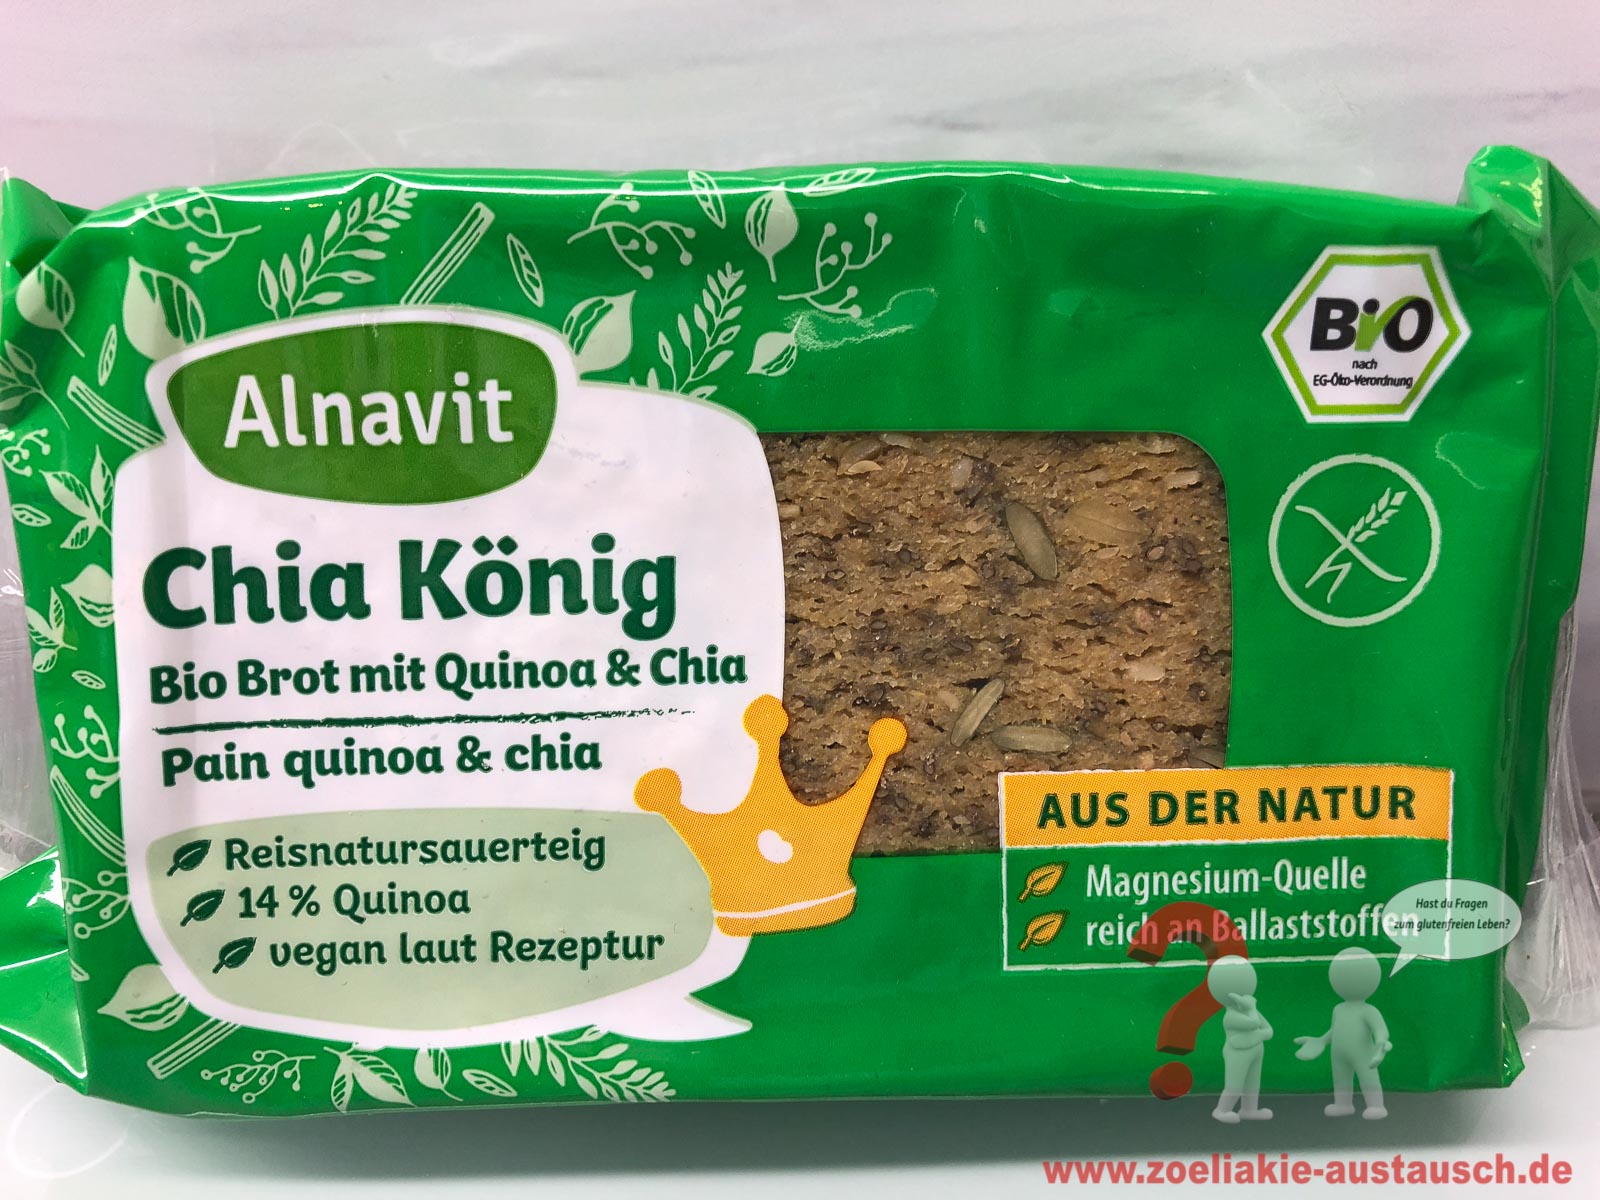 Alnavit
Chia König
Bio Brot mit Quinoa & Chia
Pain quinoa & chia
Reisnatursauerteig
14 % Quinoa
vegan laut Rezeptur
Bio
nach
EG-Öko-Verordnung
AUS DER NATUR
Magnesium-Quelle
reich an Ballaststoffen
Hast du Fragen
zum glutenfreien Leben?
www.zoeliakie-austausch.de